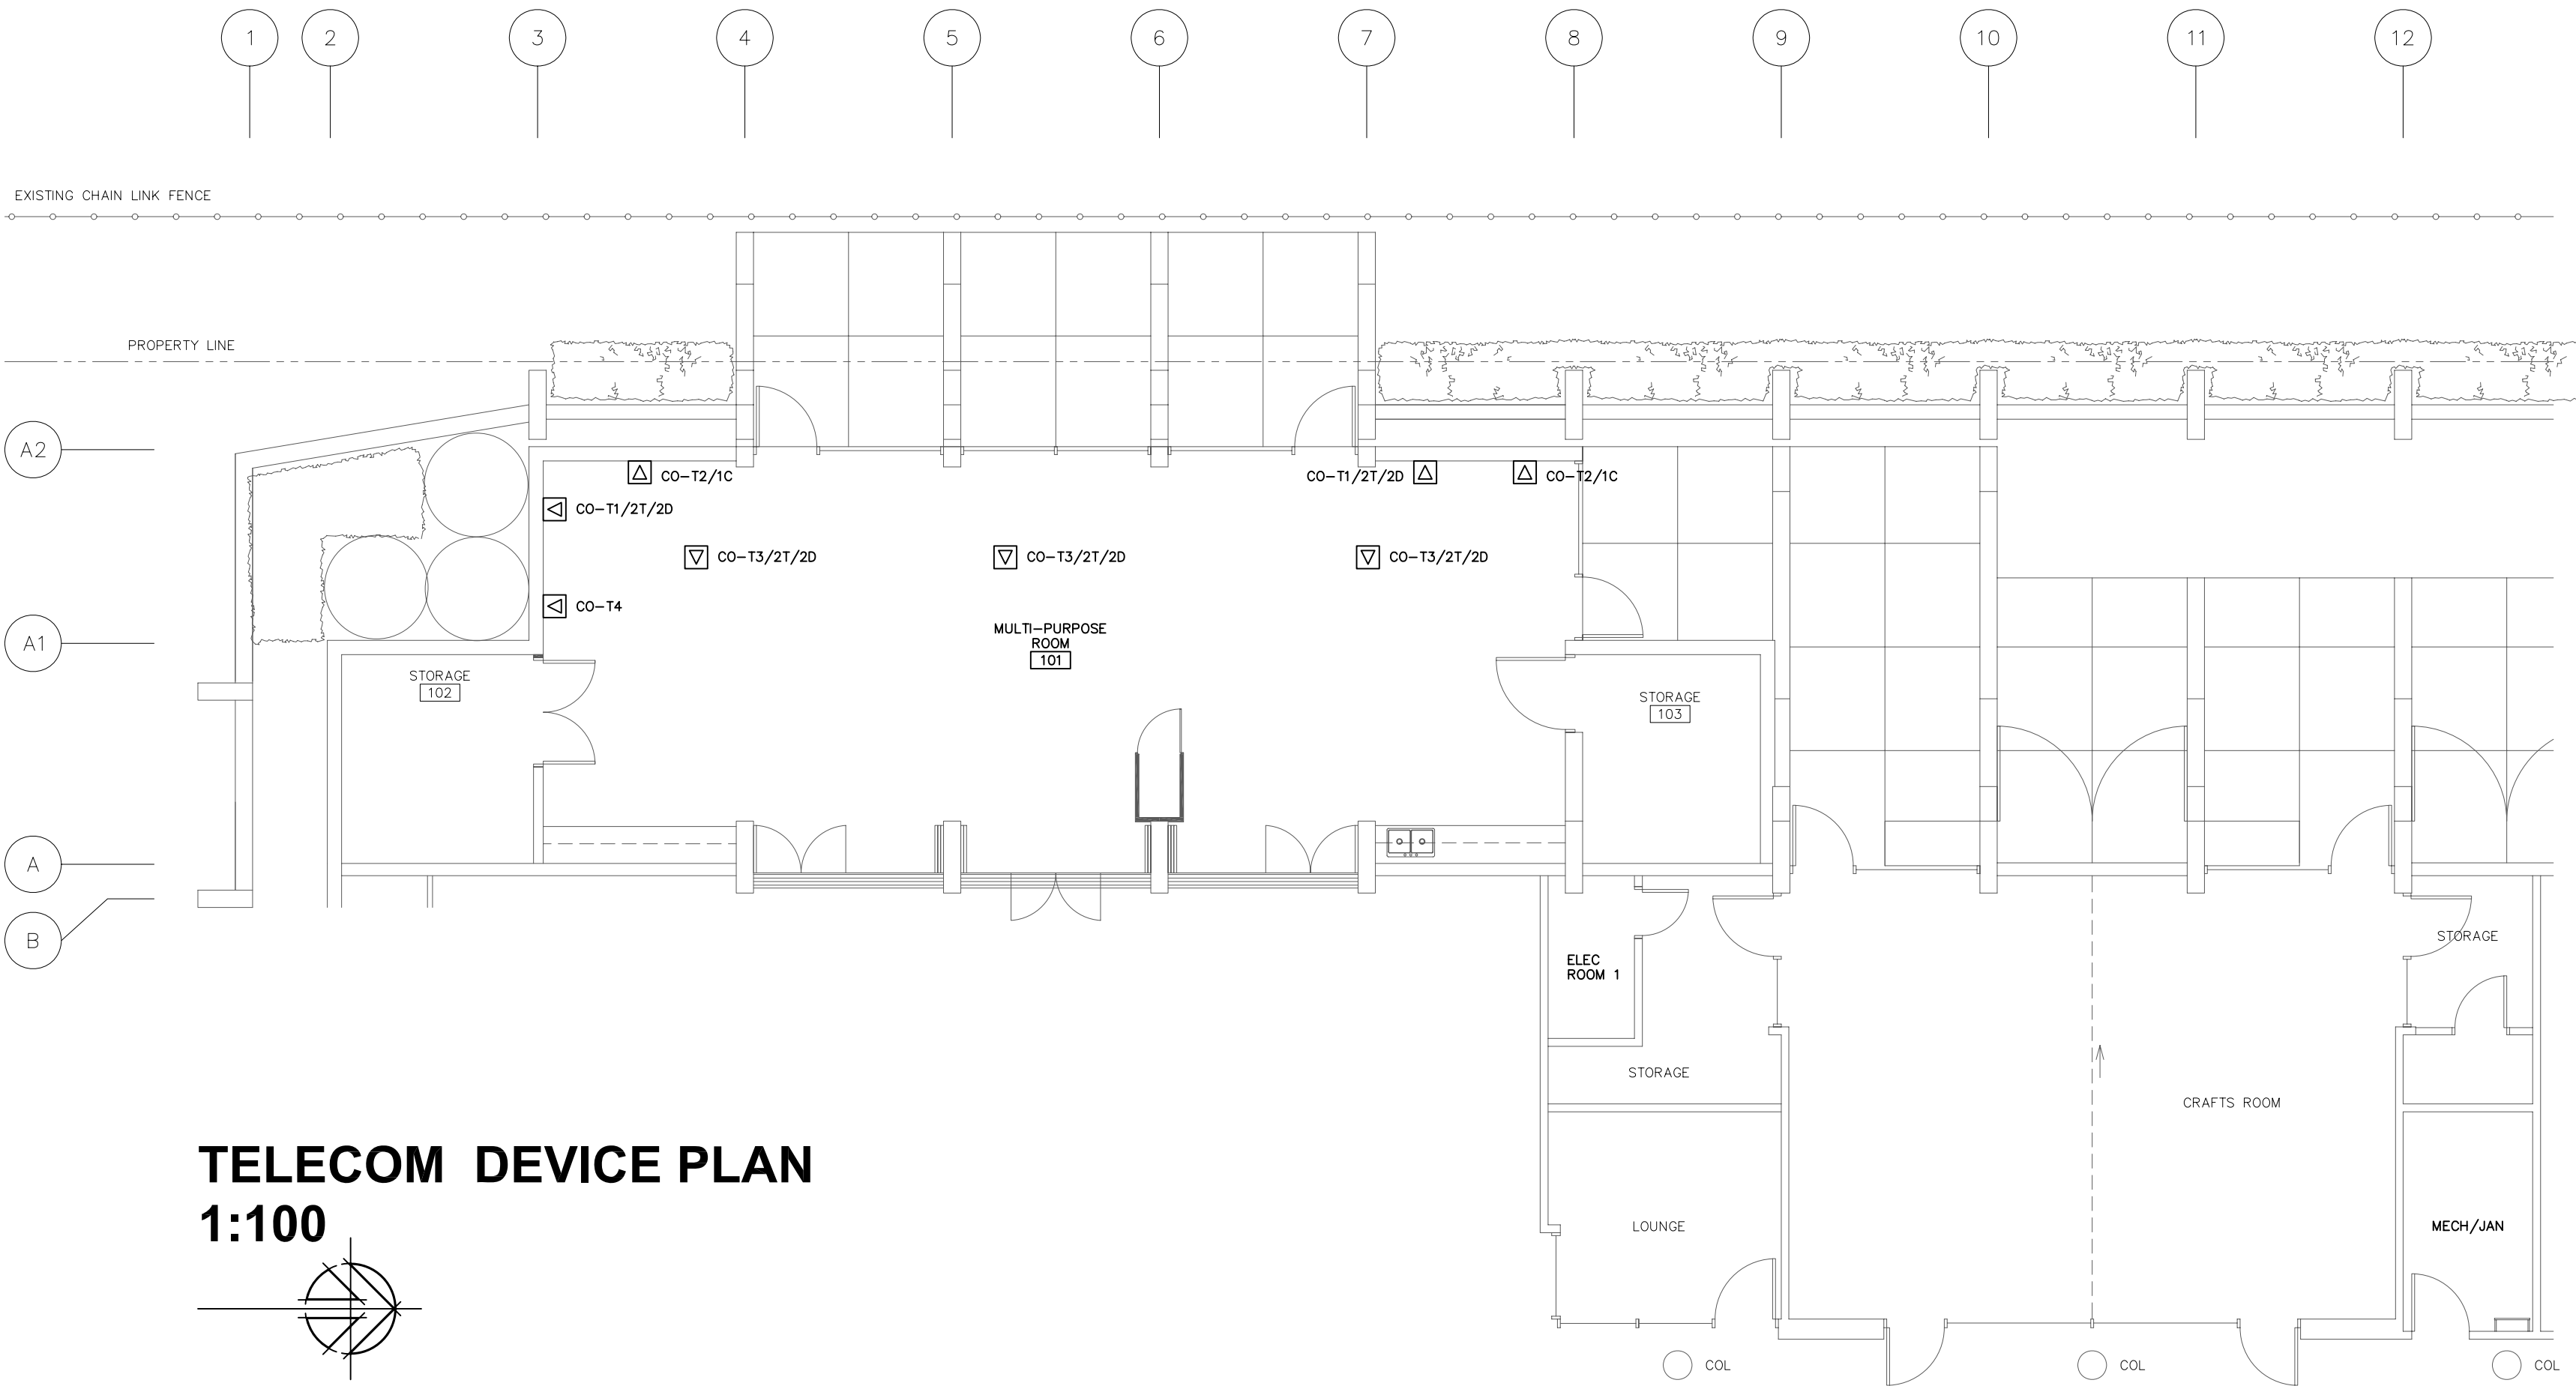 1
2
3
4
5
6
7
8
9
10
11
12
EXISTING CHAIN LINK FENCE
PROPERTY LINE
A2
CO-T2/1C
CO-T1/2T/2D
CO-T2/1C
CO-T1/2T/2D
CO-T3/2T/2D
CO-T3/2T/2D
CO-T3/2T/2D
CO-T4
A1
MULTI-PURPOSE
ROOM
101
STORAGE
102
STORAGE
103
A
B
ELEC
ROOM 1
STORAGE
STORAGE
CRAFTS ROOM
LOUNGE
MECH/JAN
COL
COL
COL
TELECOM DEVICE PLAN
1:100